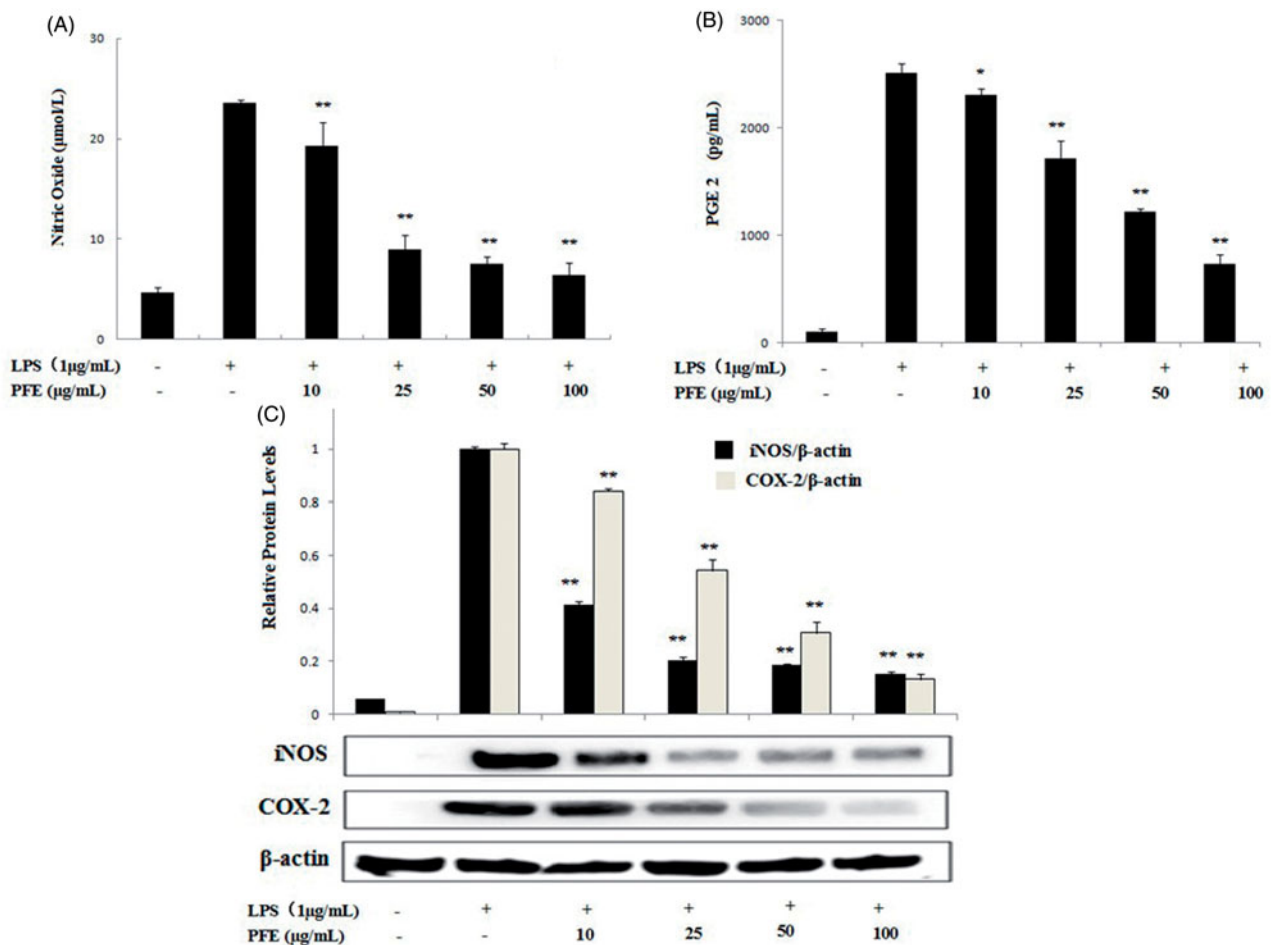 (A)
30
20
10
0
Nitric Oxide (μmol/L)
** ** ** **
LPS (1μg/mL) - + + + + +
PFE (μg/mL) - - 10 25 50 100
(B)
3000
2000
1000
0
PGE 2 (pg/mL)
* ** ** **
LPS (1μg/mL) - + + + + +
PFE (μg/mL) - - 10 25 50 100
(C)
1
0.8
0.6
0.4
0.2
0
Relative Protein Levels
iNOS/β-actin
COX-2/β-actin
** ** ** ** ** ** ** **
iNOS
COX-2
β-actin
LPS (1μg/mL) - + + + + +
PFE (μg/mL) - - 10 25 50 100